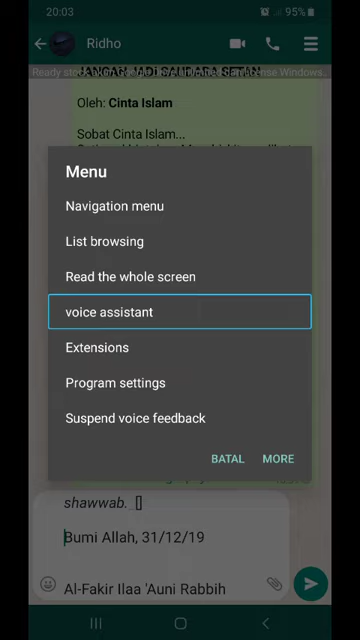 20:03
95%
Ridho
JANGAN JADI SAUDARA SETAN
Oleh: Cinta Islam
Sobat Cinta Islam...
Menu
Navigation menu
List browsing
Read the whole screen
voice assistant
Extensions
Program settings
Suspend voice feedback
BATAL
MORE
shawwab. []
Bumi Allah, 31/12/19
Al-Fakir Ilaa 'Auni Rabbih